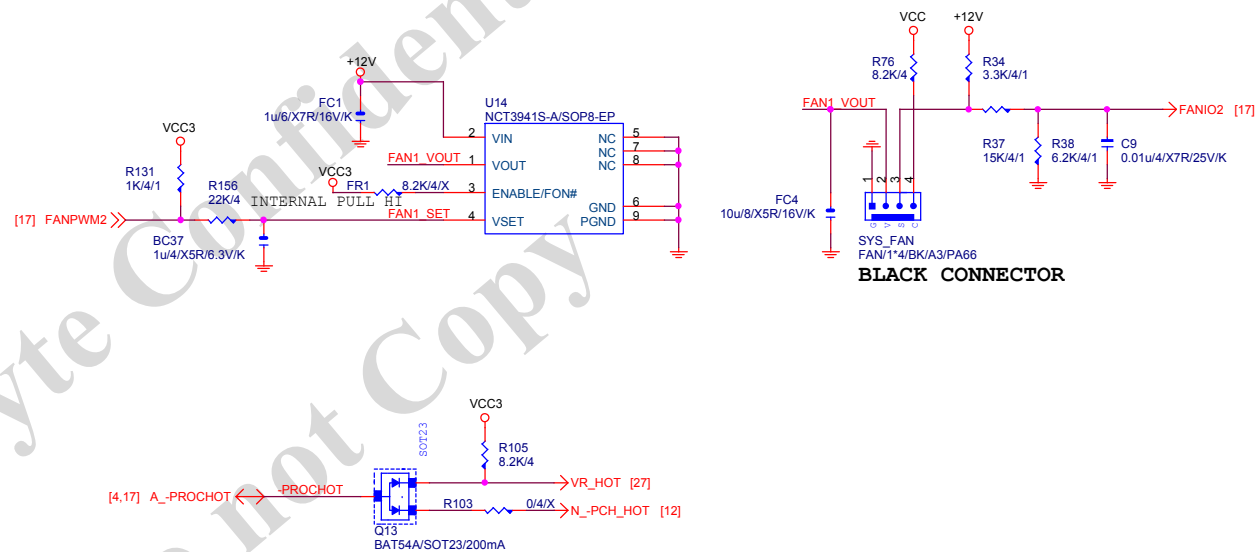 yte Confident
e not Copy
+12V
FC1
1u/6/X7R/16V/K
U14
NCT3941S-A/SOP8-EP
2 VIN
1 VOUT
3 ENABLE/FON#
4 VSET
NC 5
NC 7
NC 8
GND 6
PGND 9
FAN1_VOUT
VCC3
FR1 8.2K/4/X
INTERNAL PULL HI
FAN1_SET
VCC3
R131
1K/4/1
R156
22K/4
[17] FANPWM2
BC37
1u/4/X5R/6.3V/K
VCC
+12V
R76
8.2K/4
R34
3.3K/4/1
FAN1_VOUT
FANIO2 [17]
R37
15K/4/1
R38
6.2K/4/1
C9
0.01u/4/X7R/25V/K
FC4
10u/8/X5R/16V/K
1 2 3 4
G V S C
SYS_FAN
FAN/1*4/BK/A3/PA66
BLACK CONNECTOR
VCC3
SOT23
R105
8.2K/4
[4,17] A_-PROCHOT
-PROCHOT
VR_HOT [27]
R103 0/4/X
N_-PCH_HOT [12]
Q13
BAT54A/SOT23/200mA